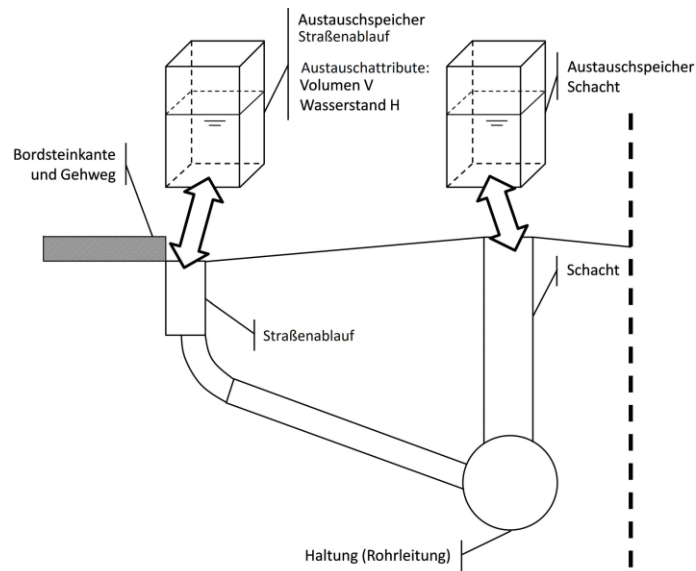 Austauschspeicher
Straßenablauf
Austauschattribute:
Volumen V
Wasserstand H
Austauschspeicher
Schacht
Bordsteinkante
und Gehweg
Schacht
Straßenablauf
Haltung (Rohrleitung)